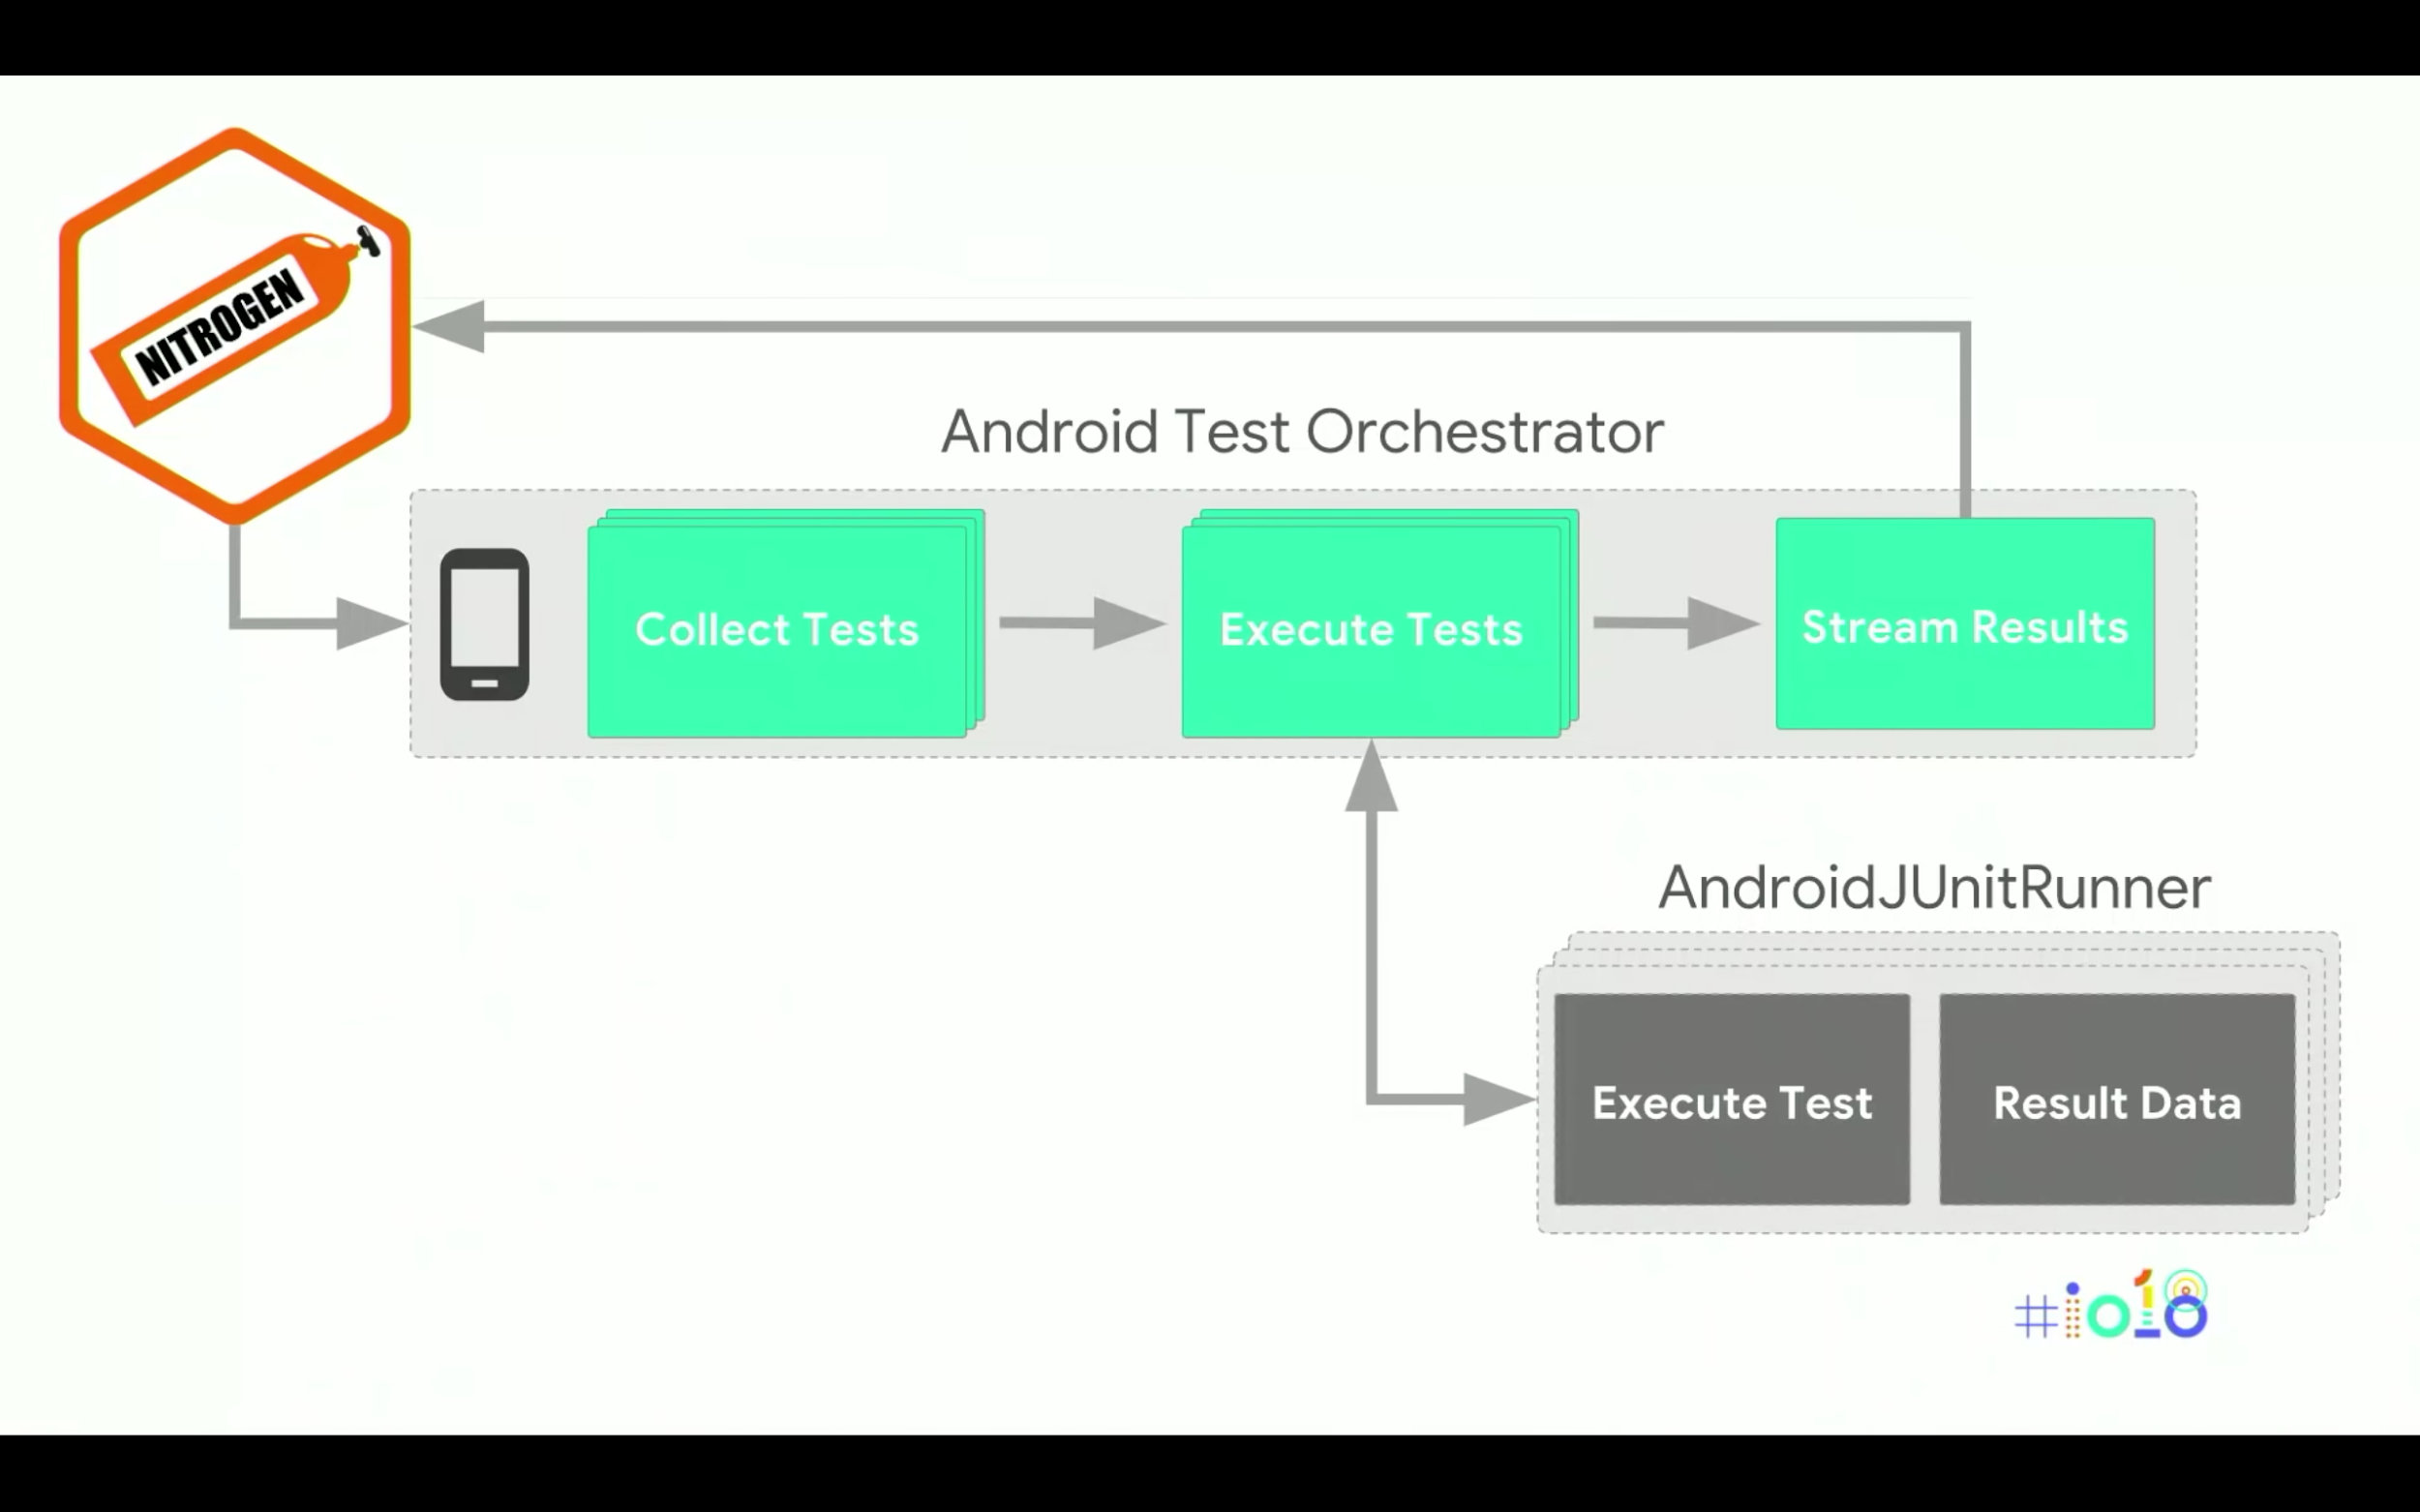 NITROGEN
Android Test Orchestrator
Collect Tests
Execute Tests
Stream Results
AndroidJUnitRunner
Execute Test
Result Data
#io18